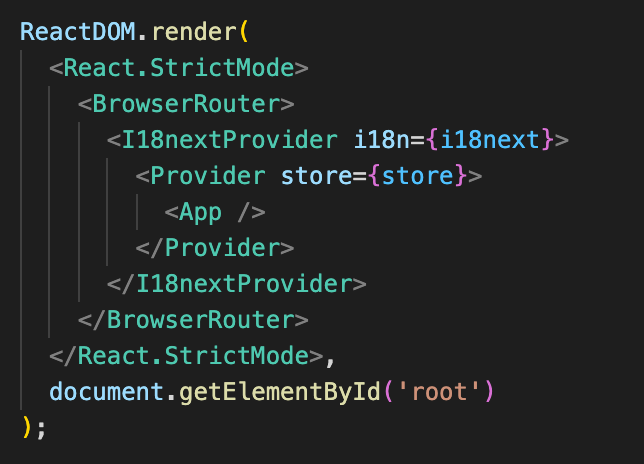 ReactDOM.render(
  <React.StrictMode>
    <BrowserRouter>
      <I18nextProvider i18n={i18next}>
        <Provider store={store}>
          <App />
        </Provider>
      </I18nextProvider>
    </BrowserRouter>
  </React.StrictMode>,
  document.getElementById('root')
);